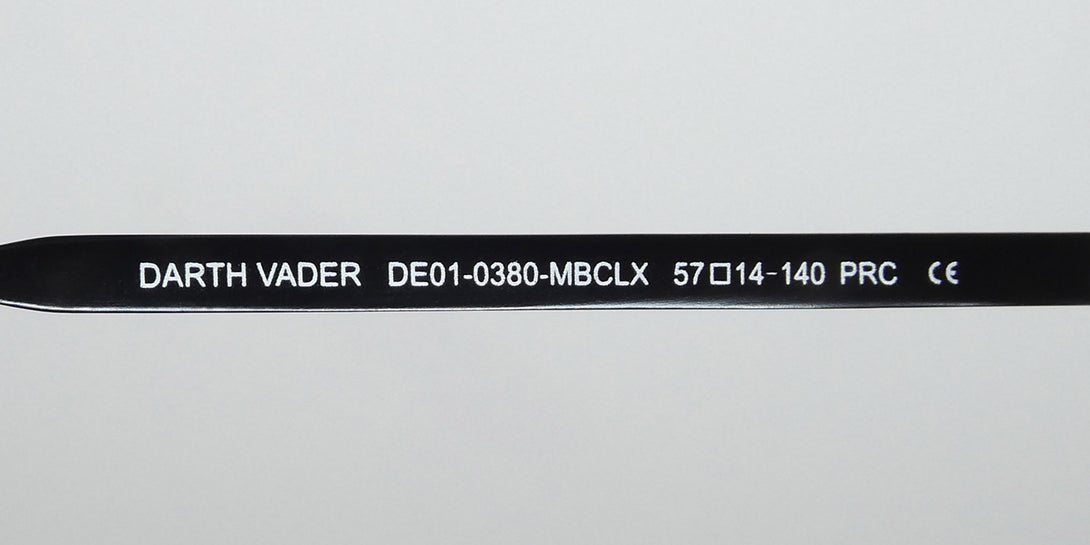 DARTH VADER DE01-0380-MBCLX 57□14-140 PRC CE